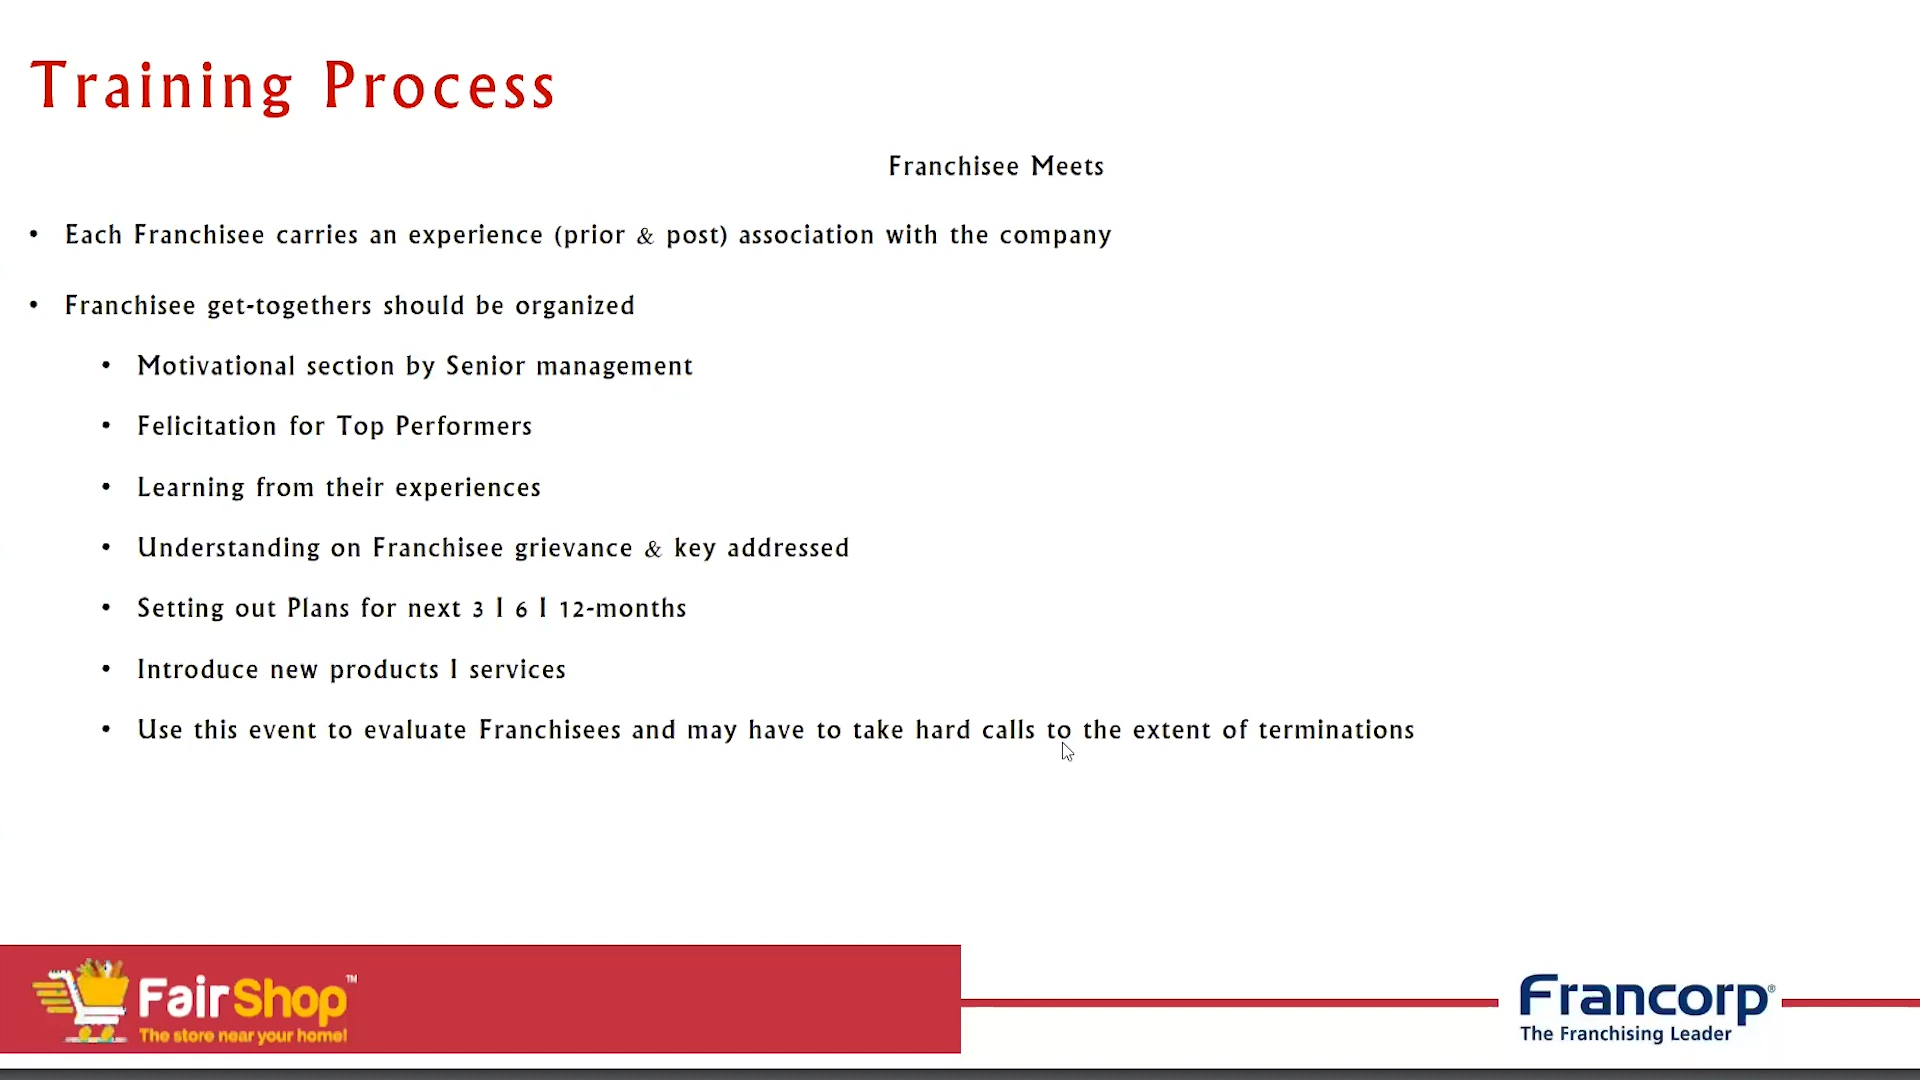 Training Process
Franchisee Meets
• Each Franchisee carries an experience (prior & post) association with the company
• Franchisee get-togethers should be organized
• Motivational section by Senior management
• Felicitation for Top Performers
• Learning from their experiences
• Understanding on Franchisee grievance & key addressed
• Setting out Plans for next 3 I 6 I 12-months
• Introduce new products I services
• Use this event to evaluate Franchisees and may have to take hard calls to the extent of terminations
FairShop™
The store near your home!
Francorp®
The Franchising Leader